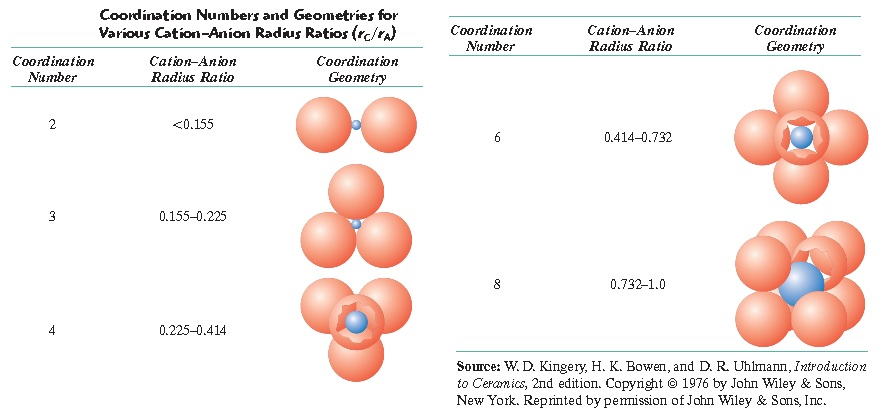 Coordination Numbers and Geometries for
Various Cation–Anion Radius Ratios (rC/rA)
Coordination Number
Cation–Anion Radius Ratio
Coordination Geometry
2 <0.155
3 0.155–0.225
4 0.225–0.414
Coordination Number
Cation–Anion Radius Ratio
Coordination Geometry
6 0.414–0.732
8 0.732–1.0
Source: W. D. Kingery, H. K. Bowen, and D. R. Uhlmann, Introduction
to Ceramics, 2nd edition. Copyright © 1976 by John Wiley & Sons,
New York. Reprinted by permission of John Wiley & Sons, Inc.